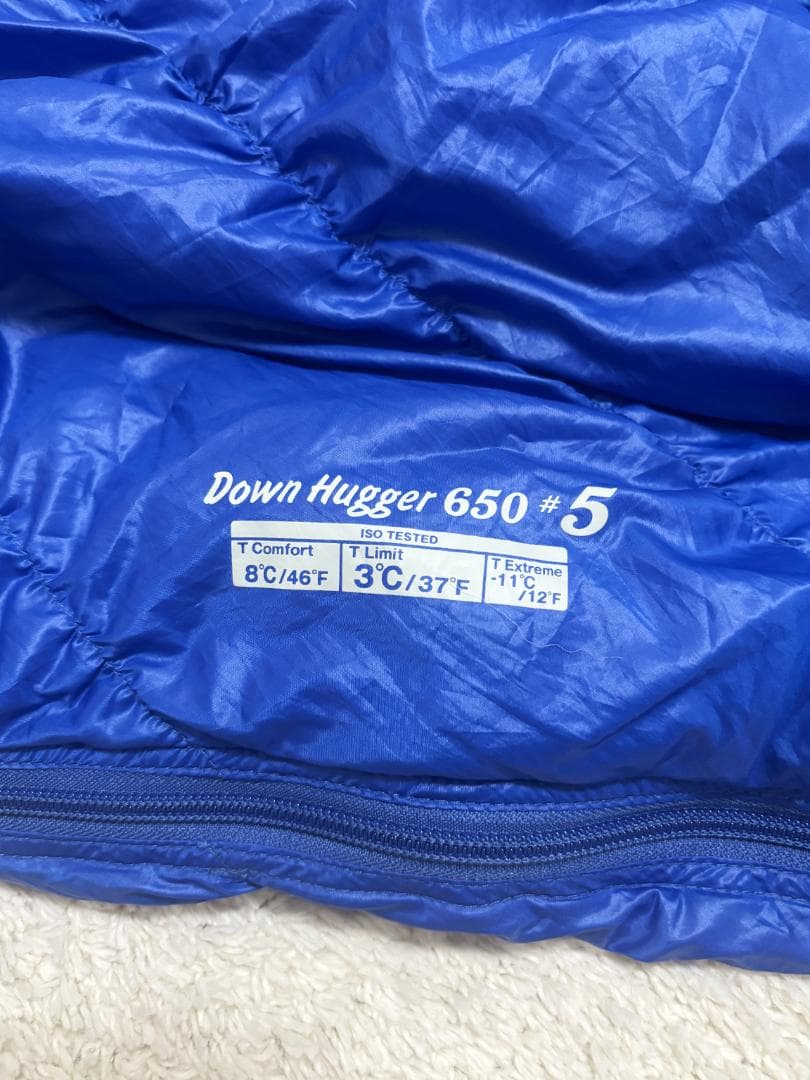 Down Hugger 650 #5
ISO TESTED
T Comfort T Limit T Extreme
8℃/46°F 3℃/37°F -11℃
/12°F